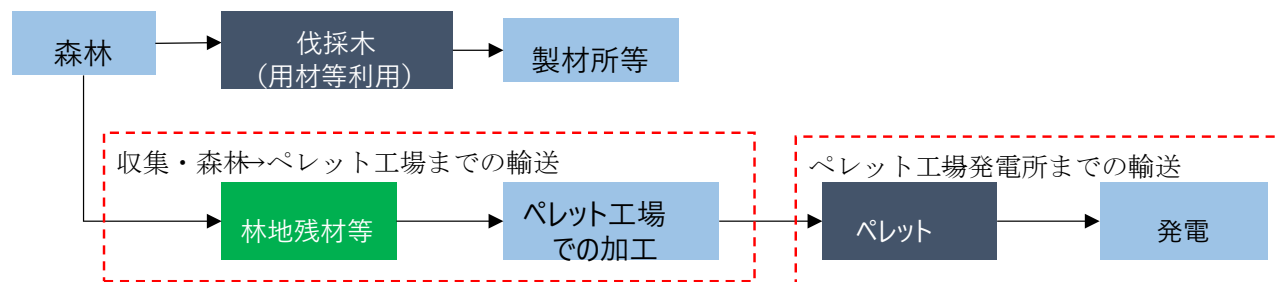 森林
伐採木
（用材等利用）
製材所等
収集・森林→ペレット工場までの輸送
ペレット工場→発電所までの輸送
林地残材等
ペレット工場
での加工
ペレット
発電